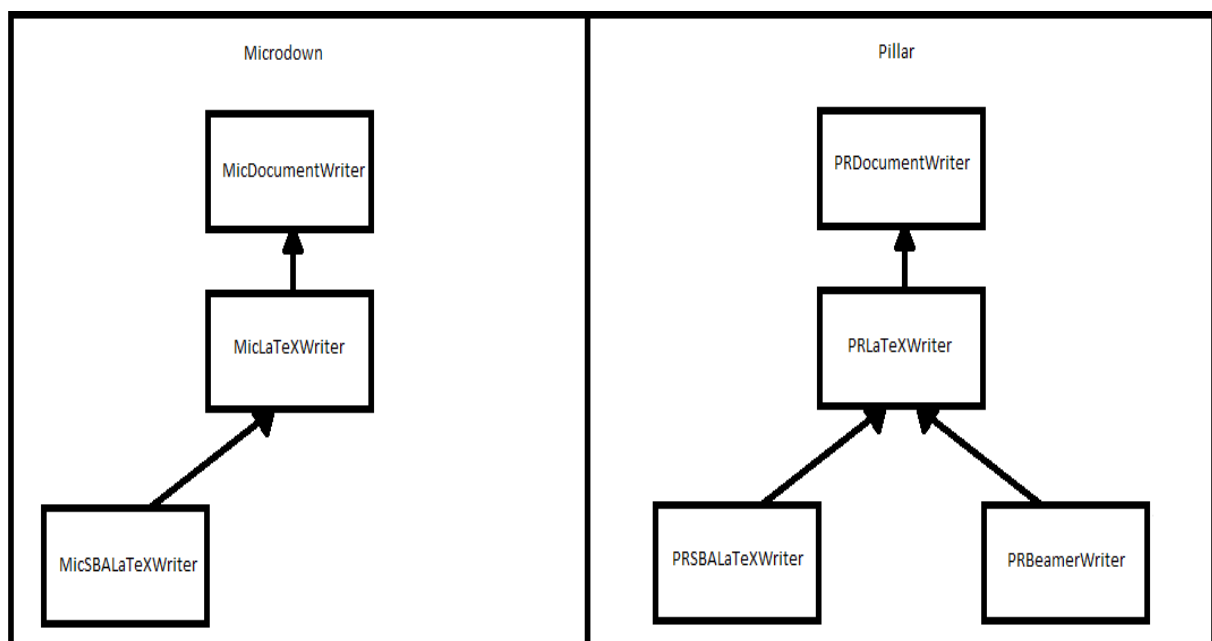 Microdown
MicDocumentWriter
MicLaTeXWriter
MicSBALaTeXWriter
Pillar
PRDocumentWriter
PRLaTeXWriter
PRSBALaTeXWriter
PRBeamerWriter